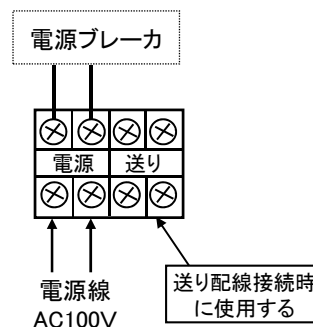 電源ブレーカ
電源
送り
電源線
AC100V
送り配線接続時
に使用する